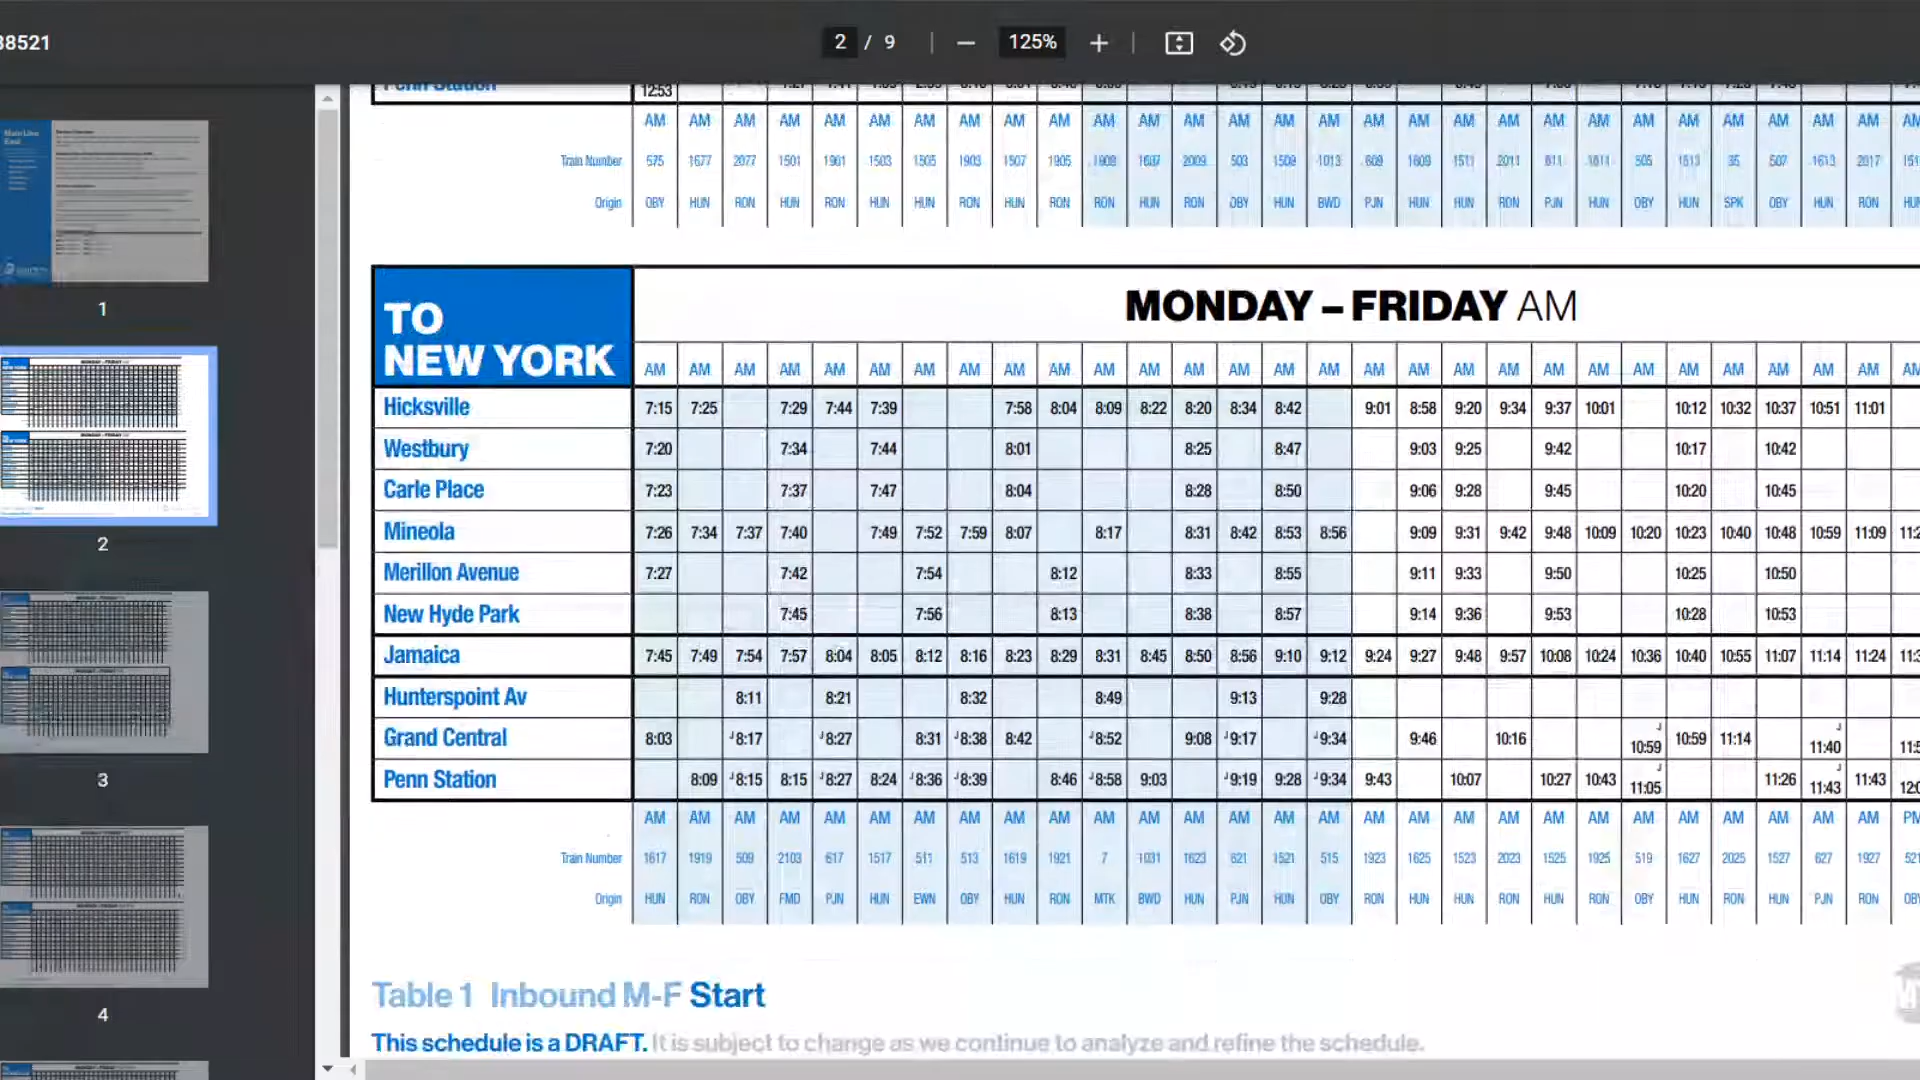 38521
2 / 9 125%
12:53
AM AM AM AM AM AM AM AM AM AM AM AM AM AM AM AM AM AM AM AM AM AM AM AM AM AM AM AM
Train Number 575 1677 2077 1501 1961 1503 1505 1903 1507 1905 2009 503 1509 1013 609 1609 1511 2011 611 1611 505 1513 35 507 1613 2017
Origin OBY HUN RON HUN RON HUN HUN RON HUN RON RON HUN RON OBY HUN BWD PJN HUN HUN RON PJN HUN OBY HUN SPK OBY HUN RON
TO
NEW YORK
MONDAY – FRIDAY AM
AM AM AM AM AM AM AM AM AM AM AM AM AM AM AM AM AM AM AM AM AM AM AM AM AM AM AM AM
Hicksville 7:15 7:25 7:29 7:44 7:39 7:58 8:04 8:09 8:22 8:20 8:34 8:42 9:01 8:58 9:20 9:34 9:37 10:01 10:12 10:32 10:37 10:51 11:01
Westbury 7:20 7:34 7:44 8:01 8:25 8:47 9:03 9:25 9:42 10:17 10:42
Carle Place 7:23 7:37 7:47 8:04 8:28 8:50 9:06 9:28 9:45 10:20 10:45
Mineola 7:26 7:34 7:37 7:40 7:49 7:52 7:59 8:07 8:17 8:31 8:42 8:53 8:56 9:09 9:31 9:42 9:48 10:09 10:20 10:23 10:40 10:48 10:59 11:09
Merillon Avenue 7:27 7:42 7:54 8:12 8:33 8:55 9:11 9:33 9:50 10:25 10:50
New Hyde Park 7:45 7:56 8:13 8:38 8:57 9:14 9:36 9:53 10:28 10:53
Jamaica 7:45 7:49 7:54 7:57 8:04 8:05 8:12 8:16 8:23 8:29 8:31 8:45 8:50 8:56 9:10 9:12 9:24 9:27 9:48 9:57 10:08 10:24 10:36 10:40 10:55 11:07 11:14 11:24
Hunterspoint Av 8:11 8:21 8:32 8:49 9:13 9:28
Grand Central 8:03 J8:17 J8:27 8:31 J8:38 8:42 J8:52 9:08 J9:17 J9:34 9:46 10:16 J10:59 10:59 11:14 J11:40
Penn Station 8:09 J8:15 8:15 J8:27 8:24 J8:36 J8:39 8:46 J8:58 9:03 J9:19 9:28 J9:34 9:43 10:07 10:27 10:43 J11:05 11:26 J11:43 11:43
AM AM AM AM AM AM AM AM AM AM AM AM AM AM AM AM AM AM AM AM AM AM AM AM AM AM AM AM PM
Train Number 1617 1919 509 2103 617 1517 511 513 1619 1921 7 1031 1623 621 1521 515 1923 1625 1523 2023 1525 1925 519 1627 2025 1527 627 1927 521
Origin HUN RON OBY FMD PJN HUN EWN OBY HUN RON MTK BWD HUN PJN HUN OBY RON HUN HUN RON HUN RON OBY HUN RON HUN PJN RON
Table 1 Inbound M-F Start
This schedule is a DRAFT. It is subject to change as we continue to analyze and refine the schedule.
1
2
3
4